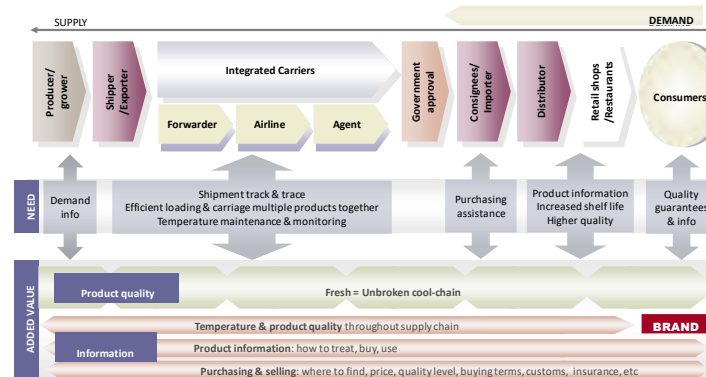 SUPPLY
DEMAND
Producer/
grower
Shipper
/Exporter
Integrated Carriers
Forwarder
Airline
Agent
Government
approval
Consignees/
Importer
Distributor
Retail shops
/Restaurants
Consumers
NEED
Demand
info
Shipment track & trace
Efficient loading & carriage multiple products together
Temperature maintenance & monitoring
Purchasing
assistance
Product information
Increased shelf life
Higher quality
Quality
guarantees
& info
ADDED VALUE
Product quality
Fresh = Unbroken cool-chain
Temperature & product quality throughout supply chain
BRAND
Information
Product information: how to treat, buy, use
Purchasing & selling: where to find, price, quality level, buying terms, customs, insurance, etc